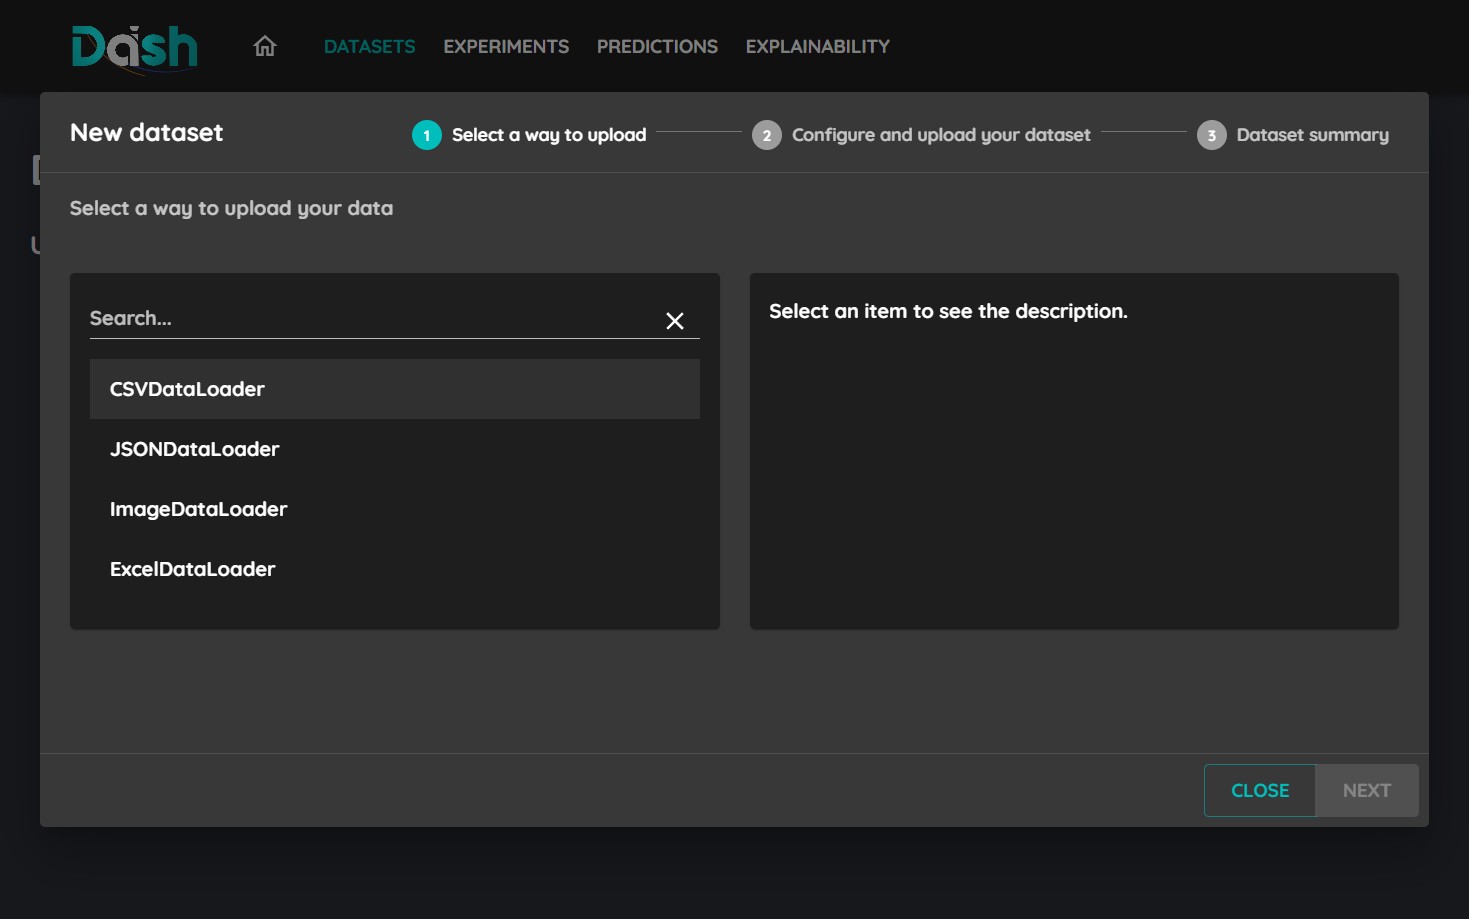 Dash
DATASETS EXPERIMENTS PREDICTIONS EXPLAINABILITY
New dataset
1 Select a way to upload
2 Configure and upload your dataset
3 Dataset summary
Select a way to upload your data
Search...
CSVDataLoader
JSONDataLoader
ImageDataLoader
ExcelDataLoader
Select an item to see the description.
CLOSE NEXT